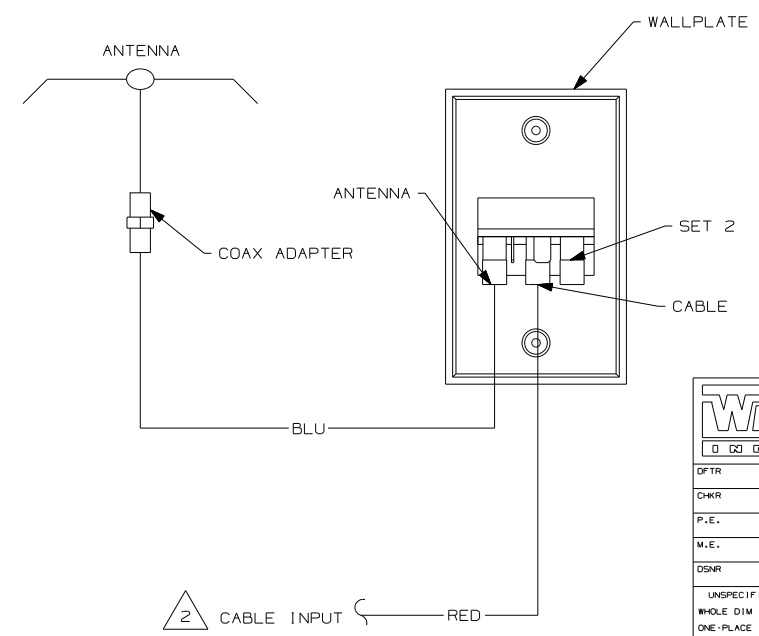 WALLPLATE
ANTENNA
ANTENNA
SET 2
COAX ADAPTER
CABLE
BLU
DFTR
CHKR
P.E.
M.E.
DSNR
2 CABLE INPUT
RED
WHOLE DIM
ONE-PLACE